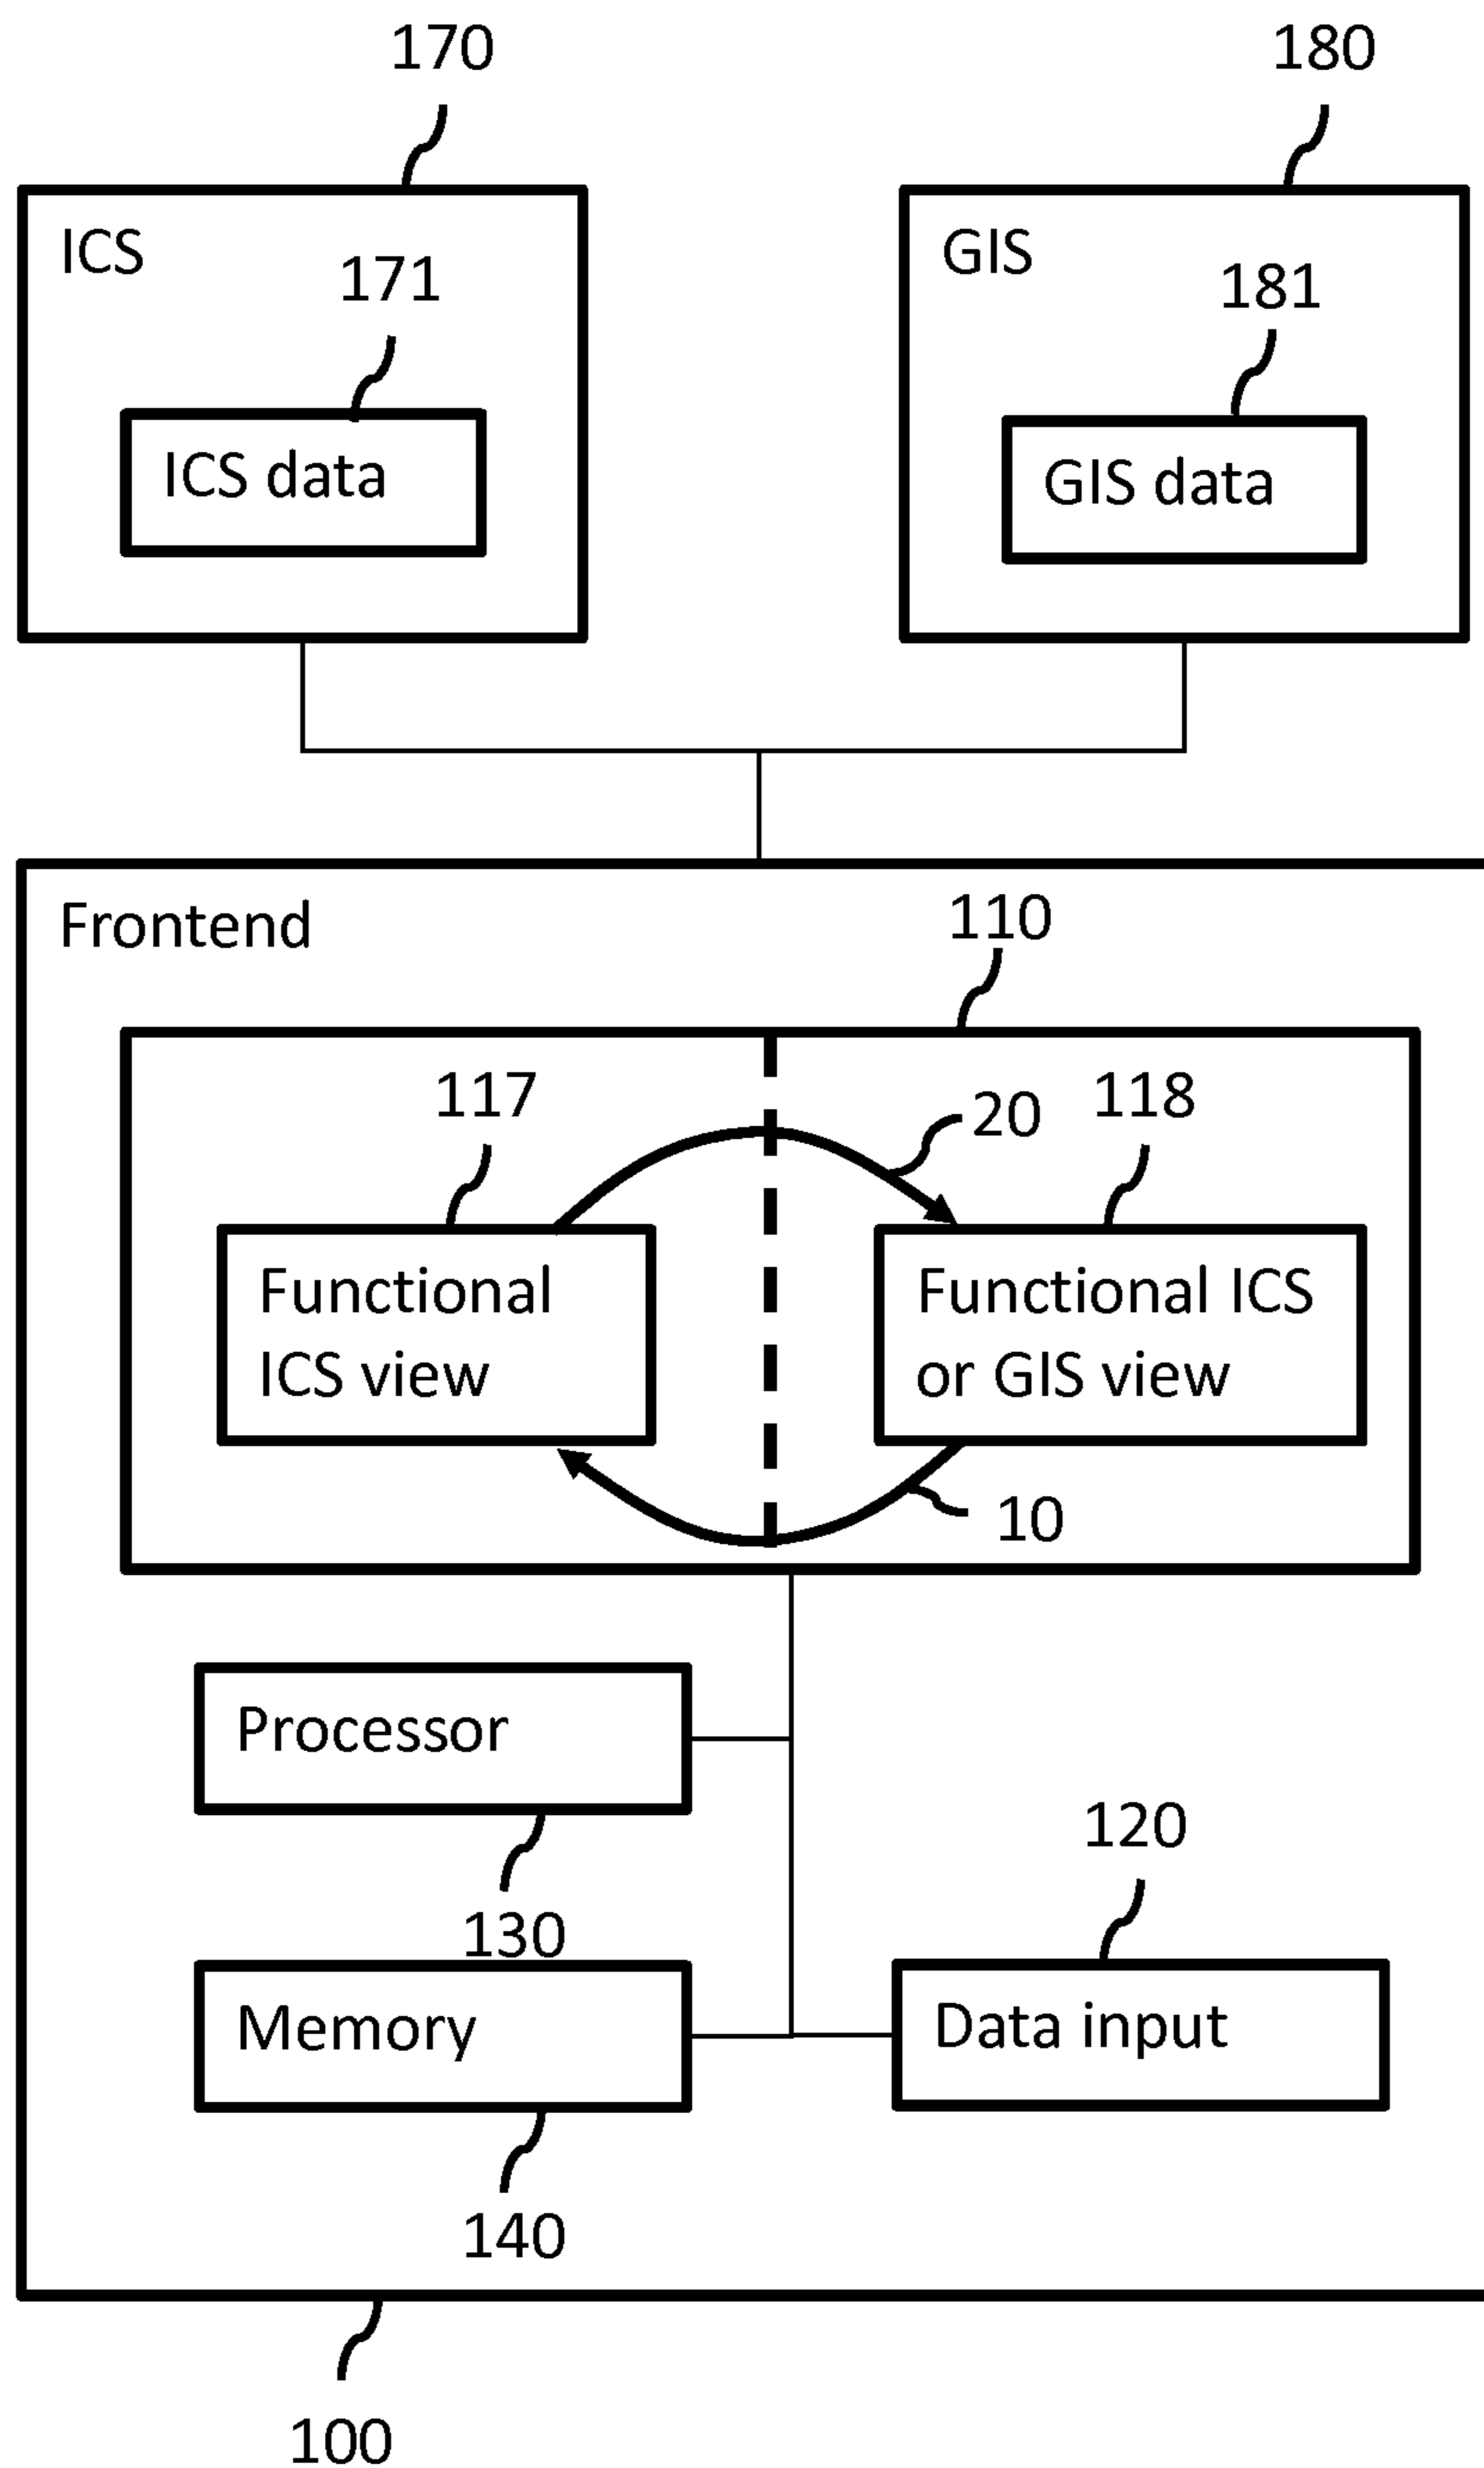 170
180
ICS
GIS
171
181
ICS data
GIS data
Frontend
110
117
20
118
Functional
ICS view
Functional ICS
or GIS view
10
Processor
120
130
Memory
Data input
140
100